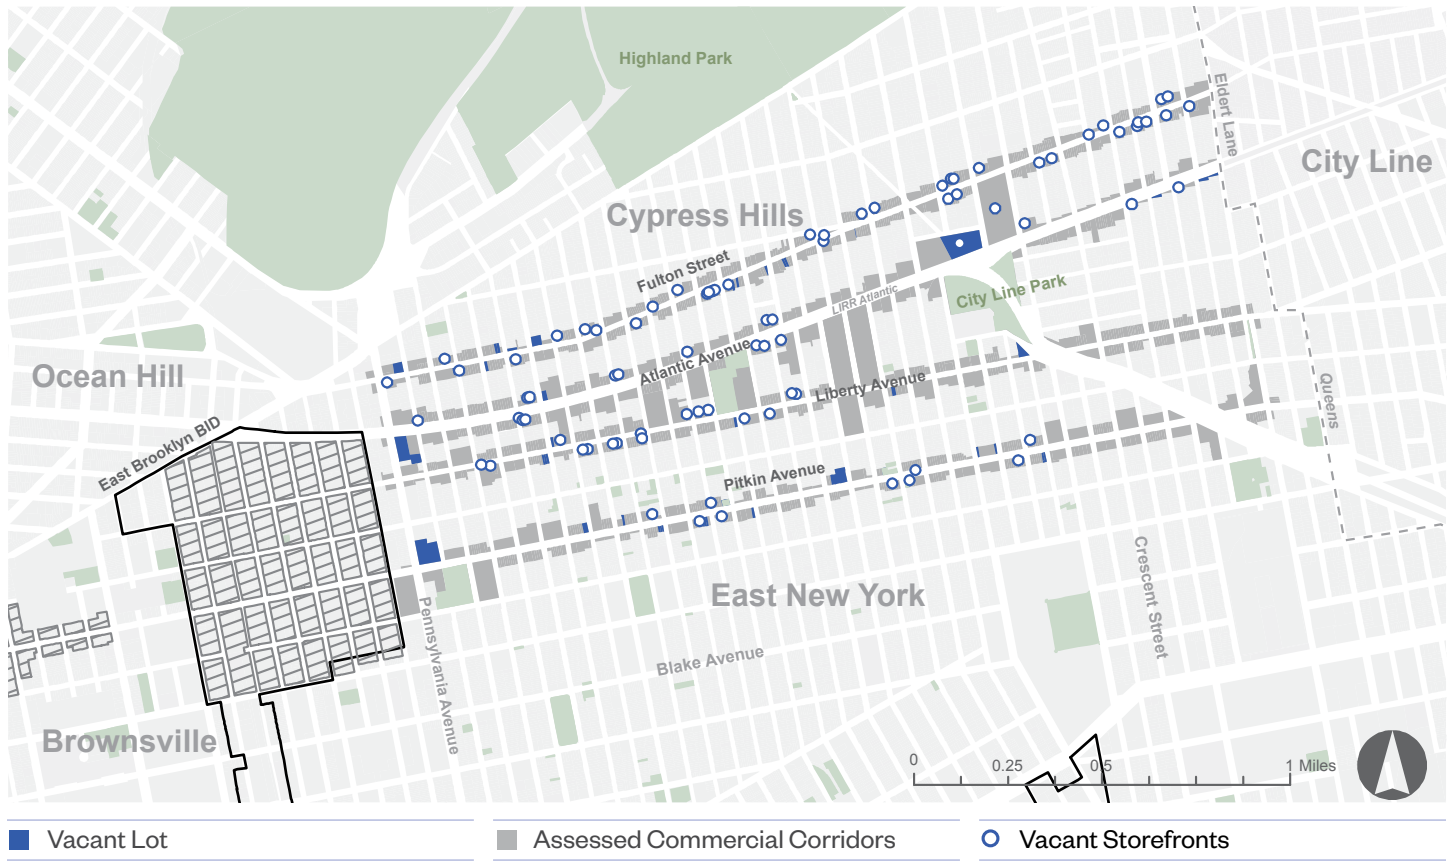 Highland Park
Eldert Lane
City Line
Cypress Hills
Fulton Street
City Line Park
LIRR Atlantic
Ocean Hill
Atlantic Avenue
Liberty Avenue
Queens
East Brooklyn BID
Pitkin Avenue
East New York
Crescent Street
Pennsylvania Avenue
Blake Avenue
Brownsville
0 0.25 0.5 1 Miles
Vacant Lot
Assessed Commercial Corridors
Vacant Storefronts